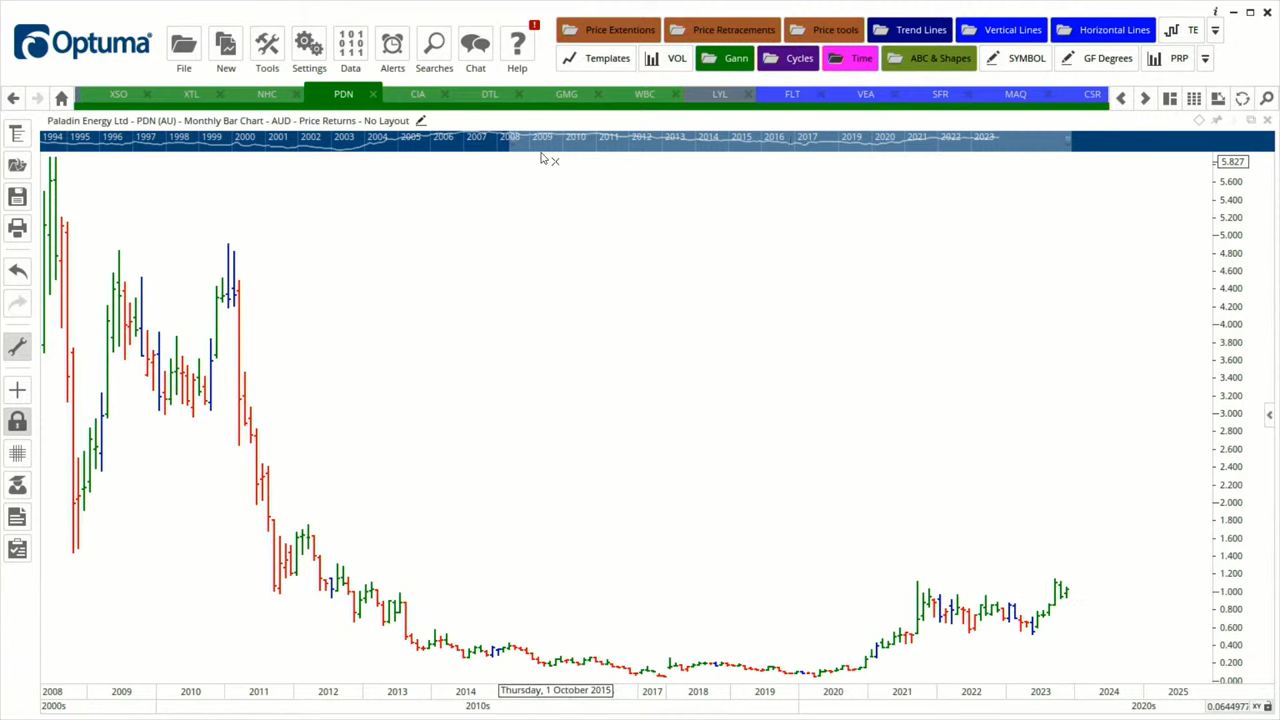 Optuma
File
New
Tools
Settings
Data
101
010
101
Alerts
Searches
Chat
Help
Price Extentions
Price Retracements
Price tools
Trend Lines
Vertical Lines
Horizontal Lines
TE
Templates
VOL
Gann
Cycles
Time
ABC & Shapes
SYMBOL
GF Degrees
PRP
XSO
XTL
NHC
PDN
CIA
DTL
GMG
WBC
LYL
FLT
VEA
SFR
MAQ
CSR
Paladin Energy Ltd - PDN (AU) - Monthly Bar Chart - AUD - Price Returns - No Layout
1994 1995 1996 1997 1998 1999 2000 2001 2002 2003 2004 2005 2006 2007 2008 2009 2010 2011 2012 2013 2014 2015 2016 2017 2019 2020 2021 2022 2023
5.827
5.600
5.400
5.200
5.000
4.800
4.600
4.400
4.200
4.000
3.800
3.600
3.400
3.200
3.000
2.800
2.600
2.400
2.200
2.000
1.800
1.600
1.400
1.200
1.000
0.800
0.600
0.400
0.200
0.000
2008 2009 2010 2011 2012 2013 2014 Thursday, 1 October 2015 2017 2018 2019 2020 2021 2022 2023 2024 2025
2000s 2010s 2020s
0.0644977 XY